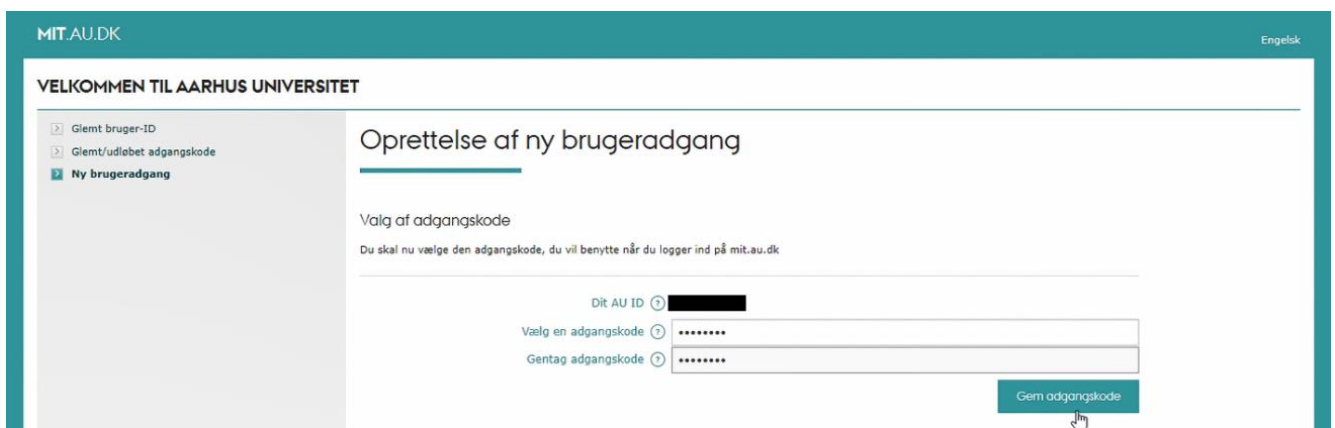 MIT.AU.DK
Engelsk
VELKOMMEN TIL AARHUS UNIVERSITET
Glemt bruger-ID
Glemt/udløbet adgangskode
Ny brugeradgang
Oprettelse af ny brugeradgang
Valg af adgangskode
Du skal nu vælge den adgangskode, du vil benytte når du logger ind på mit.au.dk
Dit AU ID ?
Vælg en adgangskode ? ••••••••
Gentag adgangskode ? ••••••••
Gem adgangskode